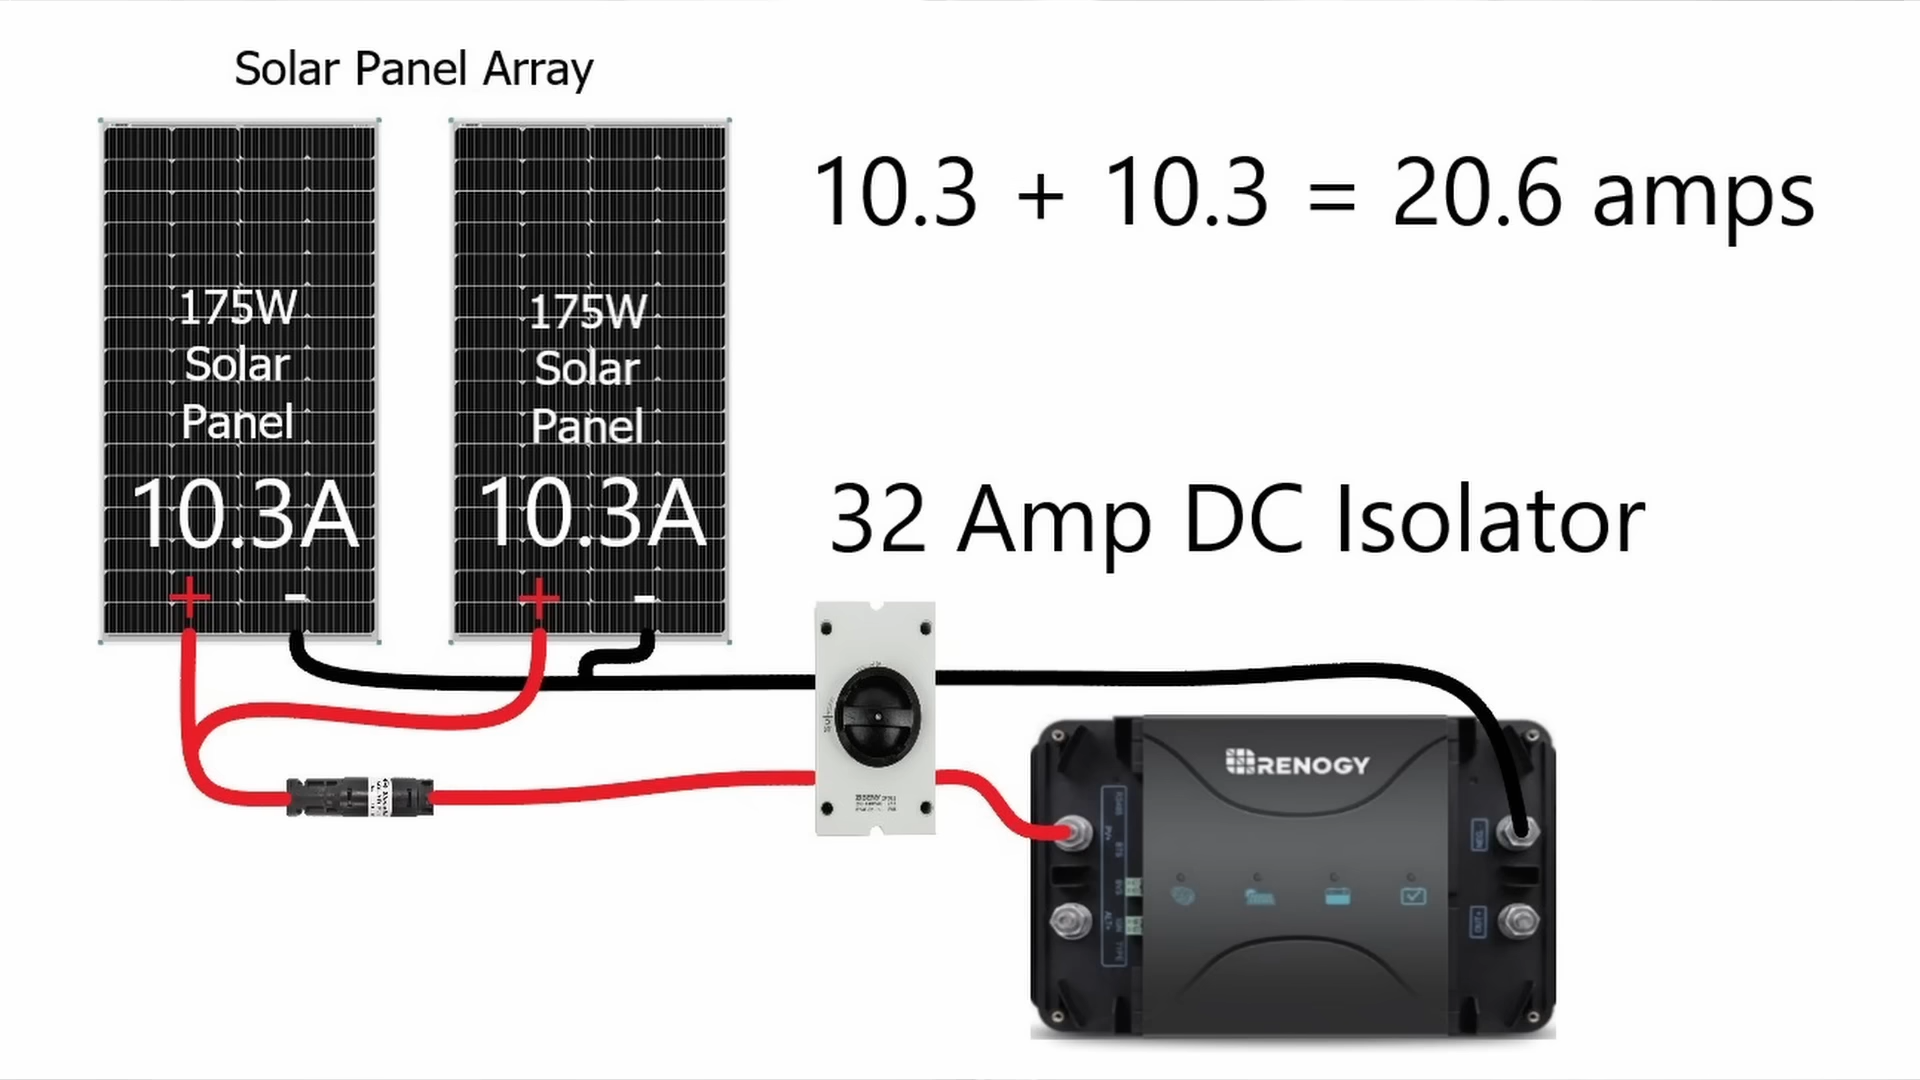 Solar Panel Array
10.3 + 10.3 = 20.6 amps
175W
Solar
Panel
10.3A
+ -
175W
Solar
Panel
10.3A
+ -
32 Amp DC Isolator
RENOGY